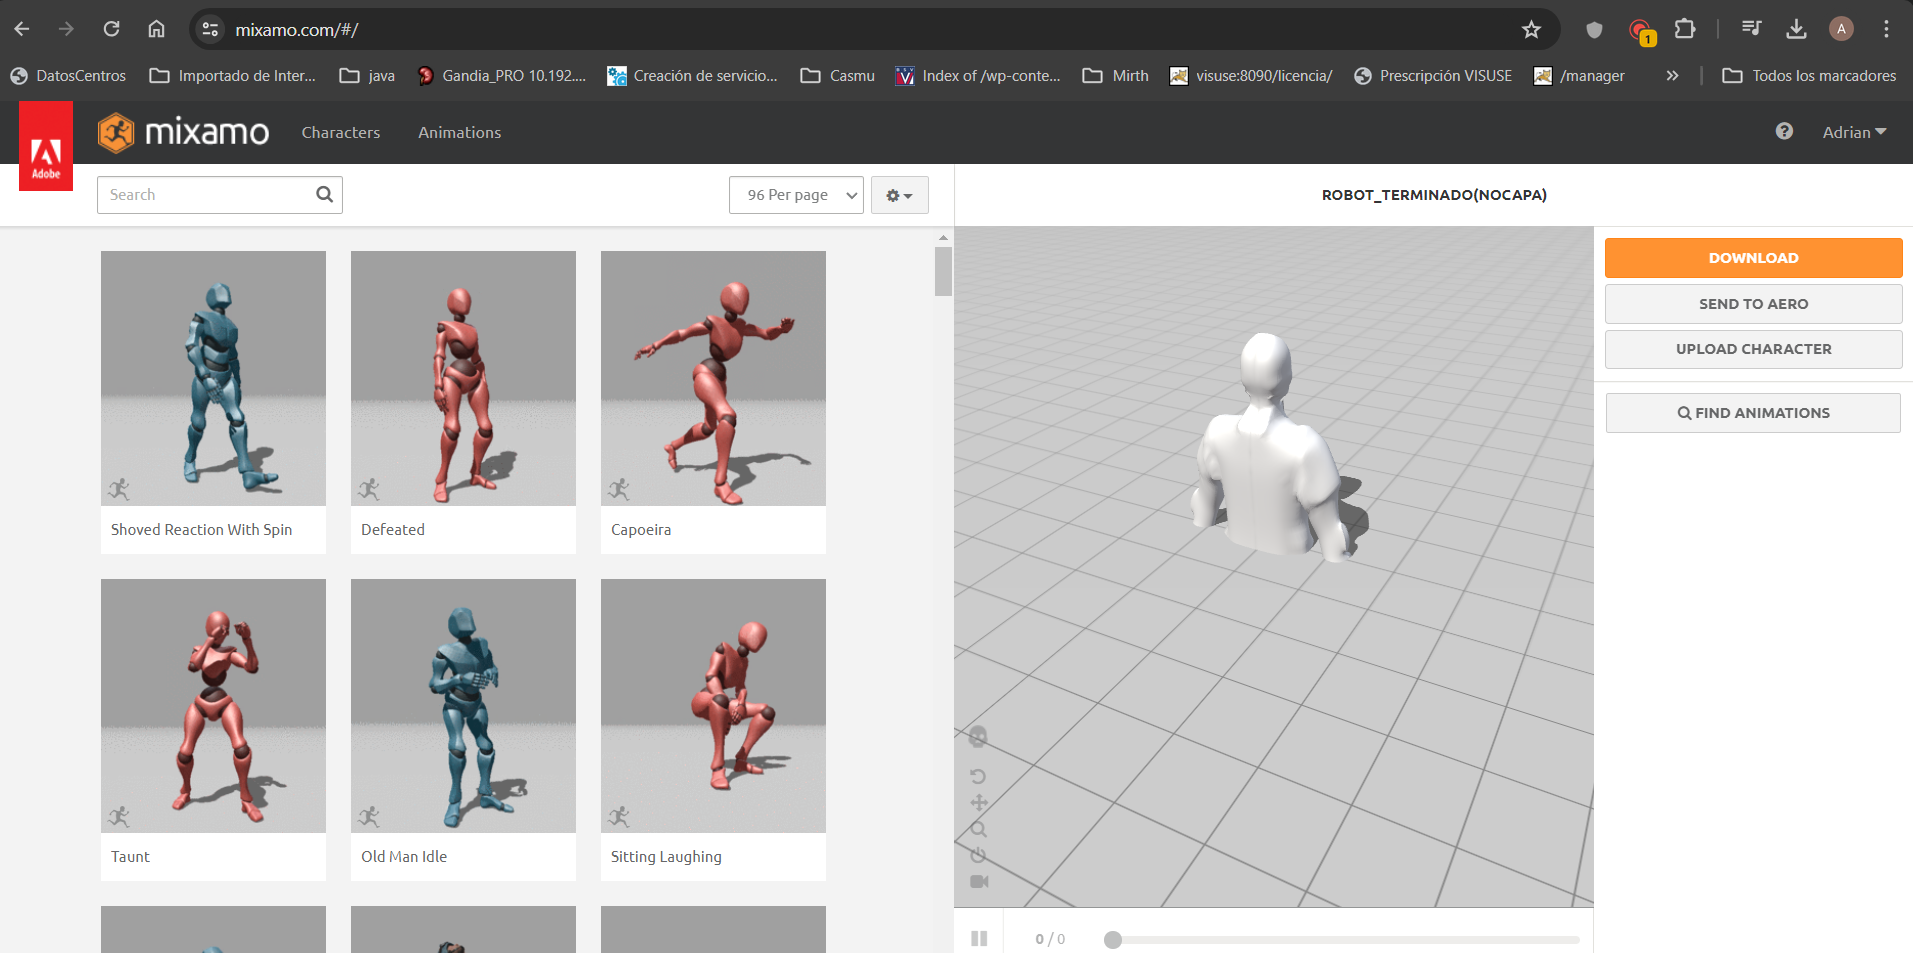 mixamo.com/#/
1
A
DatosCentros
Importado de Inter...
java
Gandia_PRO 10.192....
Creación de servicio...
Casmu
Index of /wp-conte...
Mirth
visuse:8090/licencia/
Prescripción VISUSE
/manager
»
Todos los marcadores
Adobe
mixamo
Characters
Animations
Adrian
Search
96 Per page
ROBOT_TERMINADO(NOCAPA)
DOWNLOAD
SEND TO AERO
UPLOAD CHARACTER
FIND ANIMATIONS
Shoved Reaction With Spin
Defeated
Capoeira
Taunt
Old Man Idle
Sitting Laughing
0 / 0